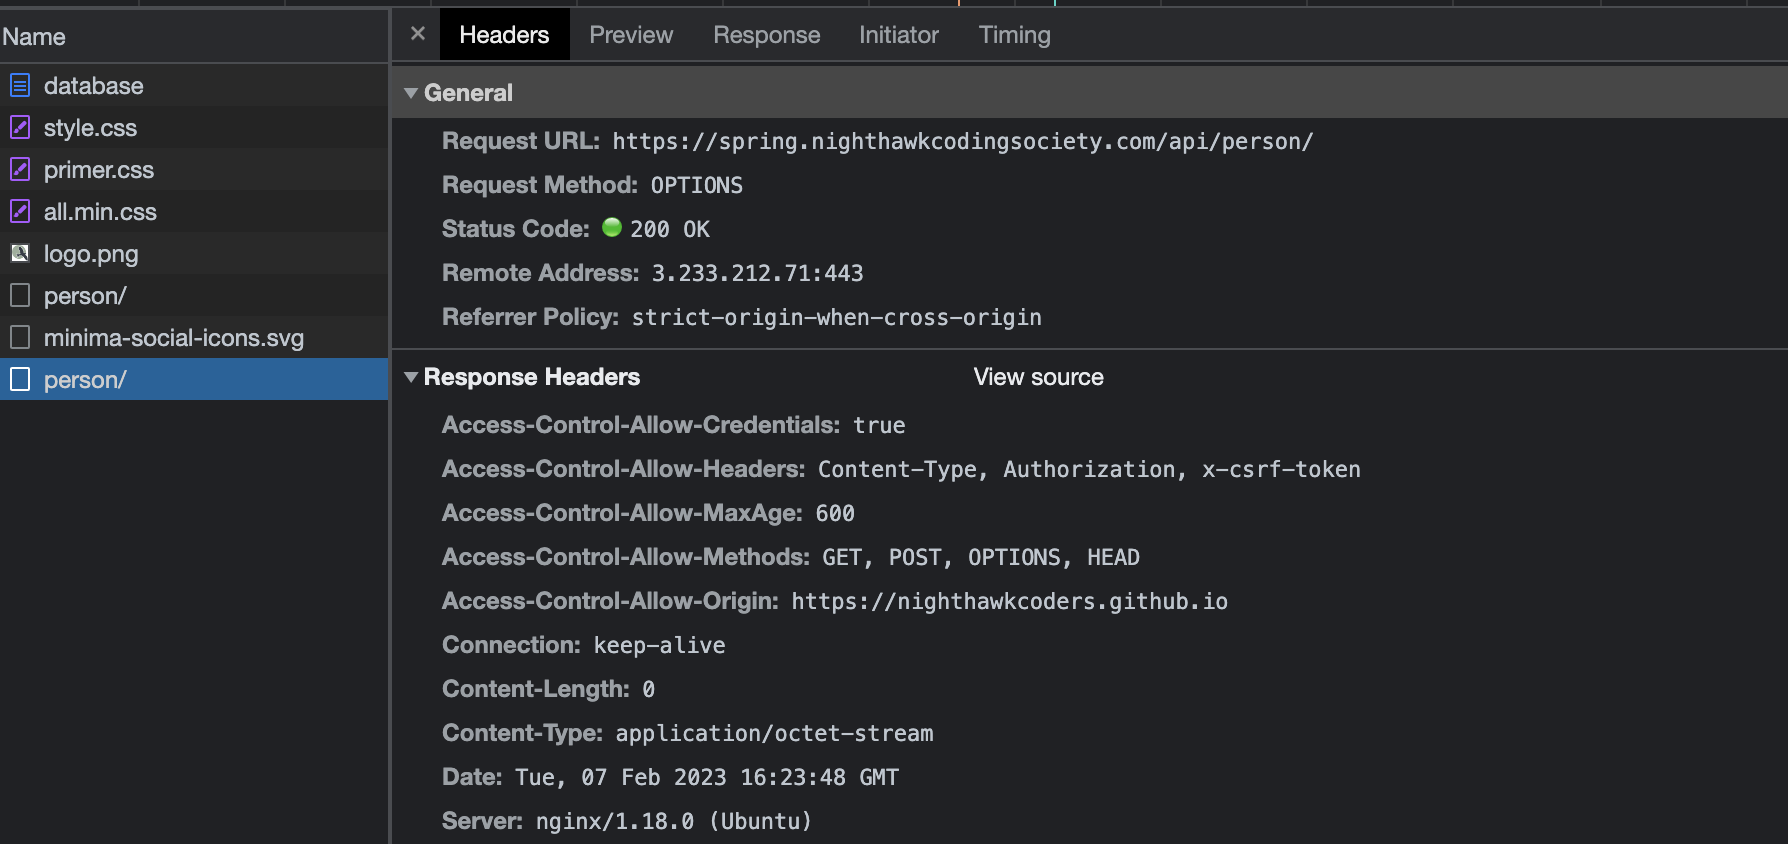 Name
database
style.css
primer.css
all.min.css
logo.png
person/
minima-social-icons.svg
person/
× Headers Preview Response Initiator Timing
General
Request URL: https://spring.nighthawkcodingsociety.com/api/person/
Request Method: OPTIONS
Status Code: 200 OK
Remote Address: 3.233.212.71:443
Referrer Policy: strict-origin-when-cross-origin
Response Headers View source
Access-Control-Allow-Credentials: true
Access-Control-Allow-Headers: Content-Type, Authorization, x-csrf-token
Access-Control-Allow-MaxAge: 600
Access-Control-Allow-Methods: GET, POST, OPTIONS, HEAD
Access-Control-Allow-Origin: https://nighthawkcoders.github.io
Connection: keep-alive
Content-Length: 0
Content-Type: application/octet-stream
Date: Tue, 07 Feb 2023 16:23:48 GMT
Server: nginx/1.18.0 (Ubuntu)